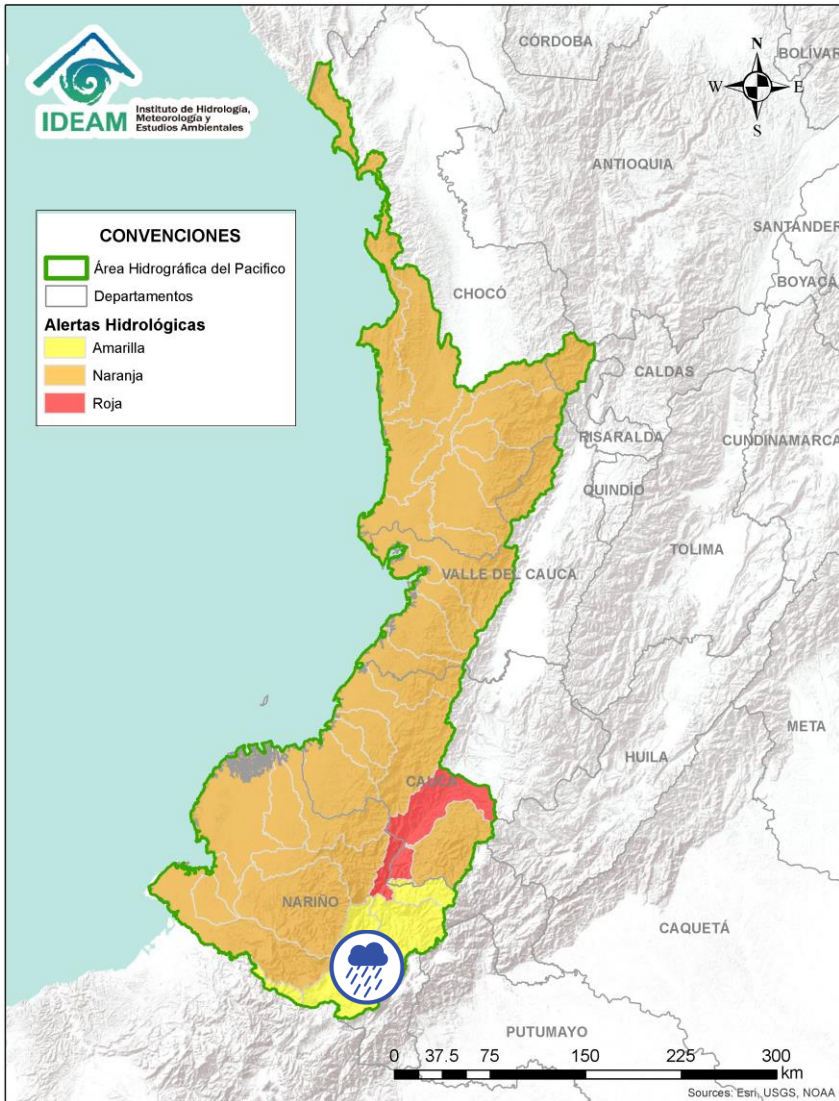 IDEAM
Instituto de Hidrología,
Meteorología y
Estudios Ambientales
CÓRDOBA
BOLÍVAR
N
W
E
S
ANTIOQUIA
SANTANDER
BOYACÁ
CONVENCIONES
Área Hidrográfica del Pacifico
Departamentos
Alertas Hidrológicas
Amarilla
Naranja
Roja
CHOCÓ
CALDAS
RISARALDA
CUNDINAMARCA
QUINDÍO
TOLIMA
VALLE DEL CAUCA
META
HUILA
CAUCA
NARIÑO
CAQUETÁ
PUTUMAYO
0 37.5 75 150 225 300
km
Sources: Esri, USGS, NOAA